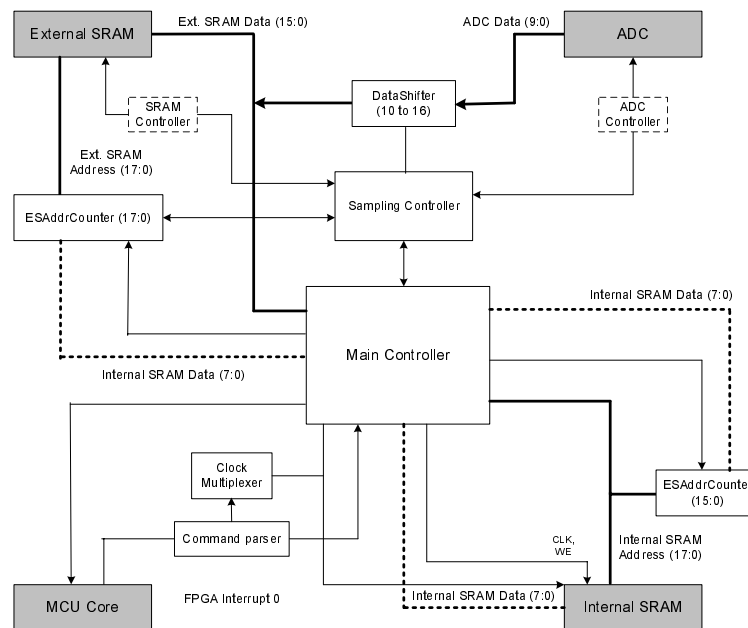 Ext. SRAM Data (15:0)
ADC Data (9:0)
External SRAM
ADC
DataShifter
(10 to 16)
SRAM
Controller
ADC
Controller
Ext. SRAM
Address (17:0)
ESAddrCounter (17:0)
Sampling Controller
Internal SRAM Data (7:0)
Main Controller
Internal SRAM Data (7:0)
Clock
Multiplexer
ESAddrCounter
(15:0)
Command parser
CLK,
WE
Internal SRAM
Address (17:0)
MCU Core
FPGA Interrupt 0
Internal SRAM Data (7:0)
Internal SRAM